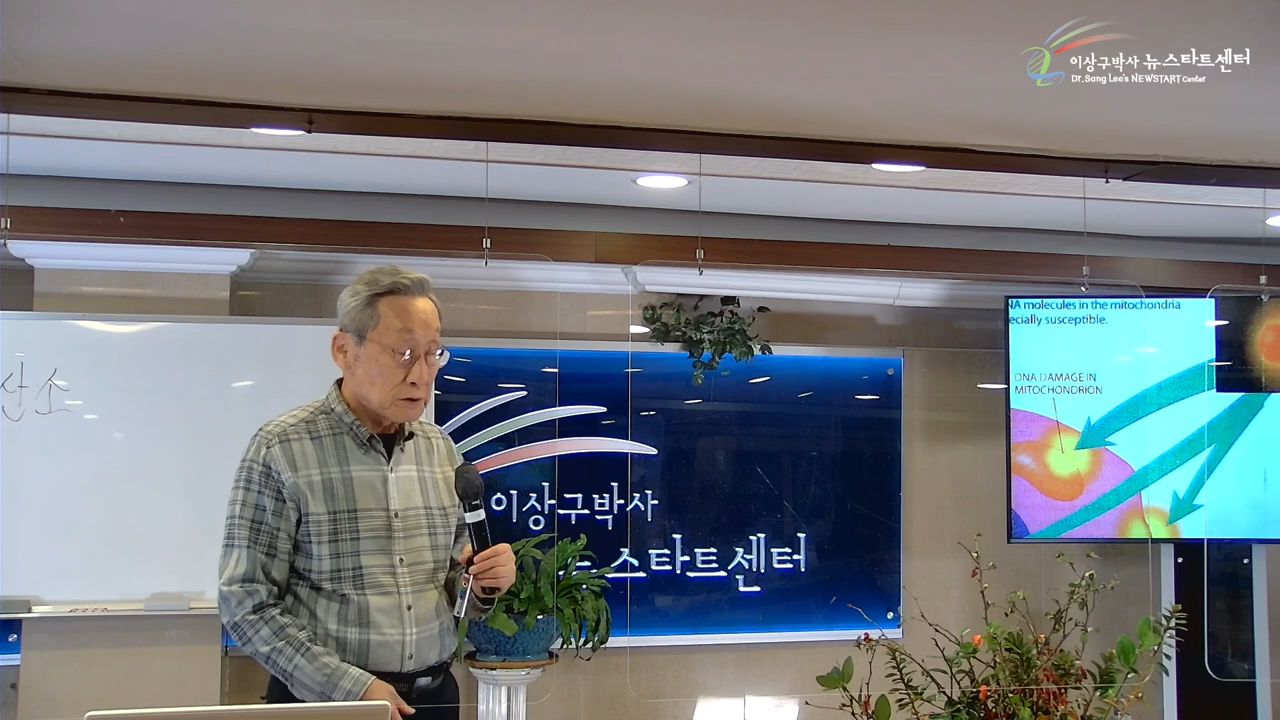 이상구박사 뉴스타트센터
Dr. Sang Lee's NEWSTART Center
산소
이상구박사
뉴스타트센터
NA molecules in the mitochondria
ecially susceptible.
DNA DAMAGE IN
MITOCHONDRION